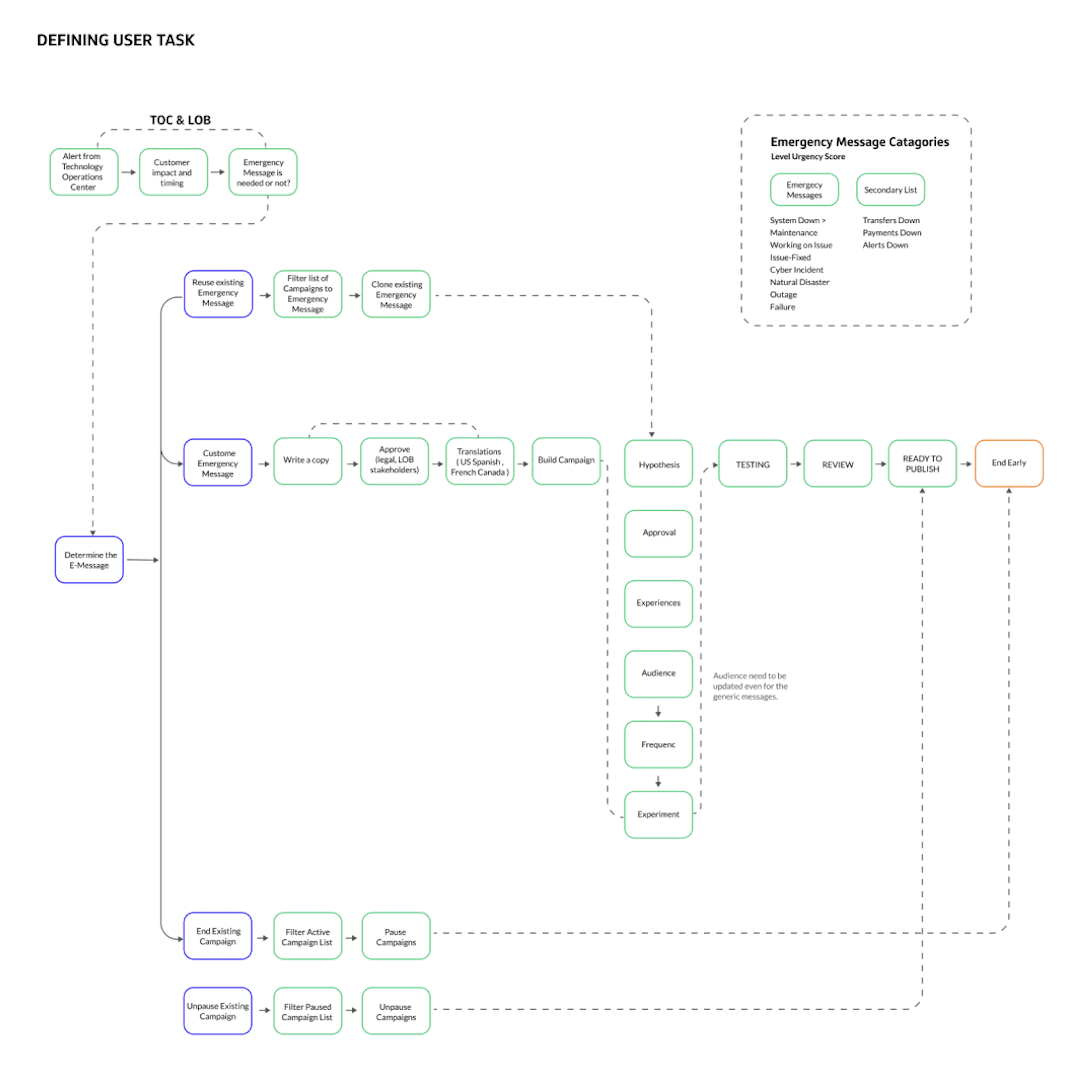 DEFINING USER TASK
TOC & LOB
Alert from
Technology
Operations
Center
Customer
impact and
timing
Emergency
Message is
needed or not?
Emergency Message Catagories
Level Urgency Score
Emergecy
Messages
Secondary List
System Down >
Maintenance
Working on Issue
Issue-Fixed
Cyber Incident
Natural Disaster
Outage
Failure
Transfers Down
Payments Down
Alerts Down
Reuse existing
Emergency
Message
Filter list of
Campaigns to
Emergency
Message
Clone existing
Emergency
Message
Custome
Emergency
Message
Write a copy
Approve
(legal, LOB
stakeholders)
Translations
( US Spanish ,
French Canada )
Build Campaign
Hypothesis
TESTING
REVIEW
READY TO
PUBLISH
End Early
Approval
Determine the
E-Message
Experiences
Audience
Audience need to be
updated even for the
generic messages.
Frequenc
Experiment
End Existing
Campaign
Filter Active
Campaign List
Pause
Campaigns
Unpause Existing
Campaign
Filter Paused
Campaign List
Unpause
Campaigns